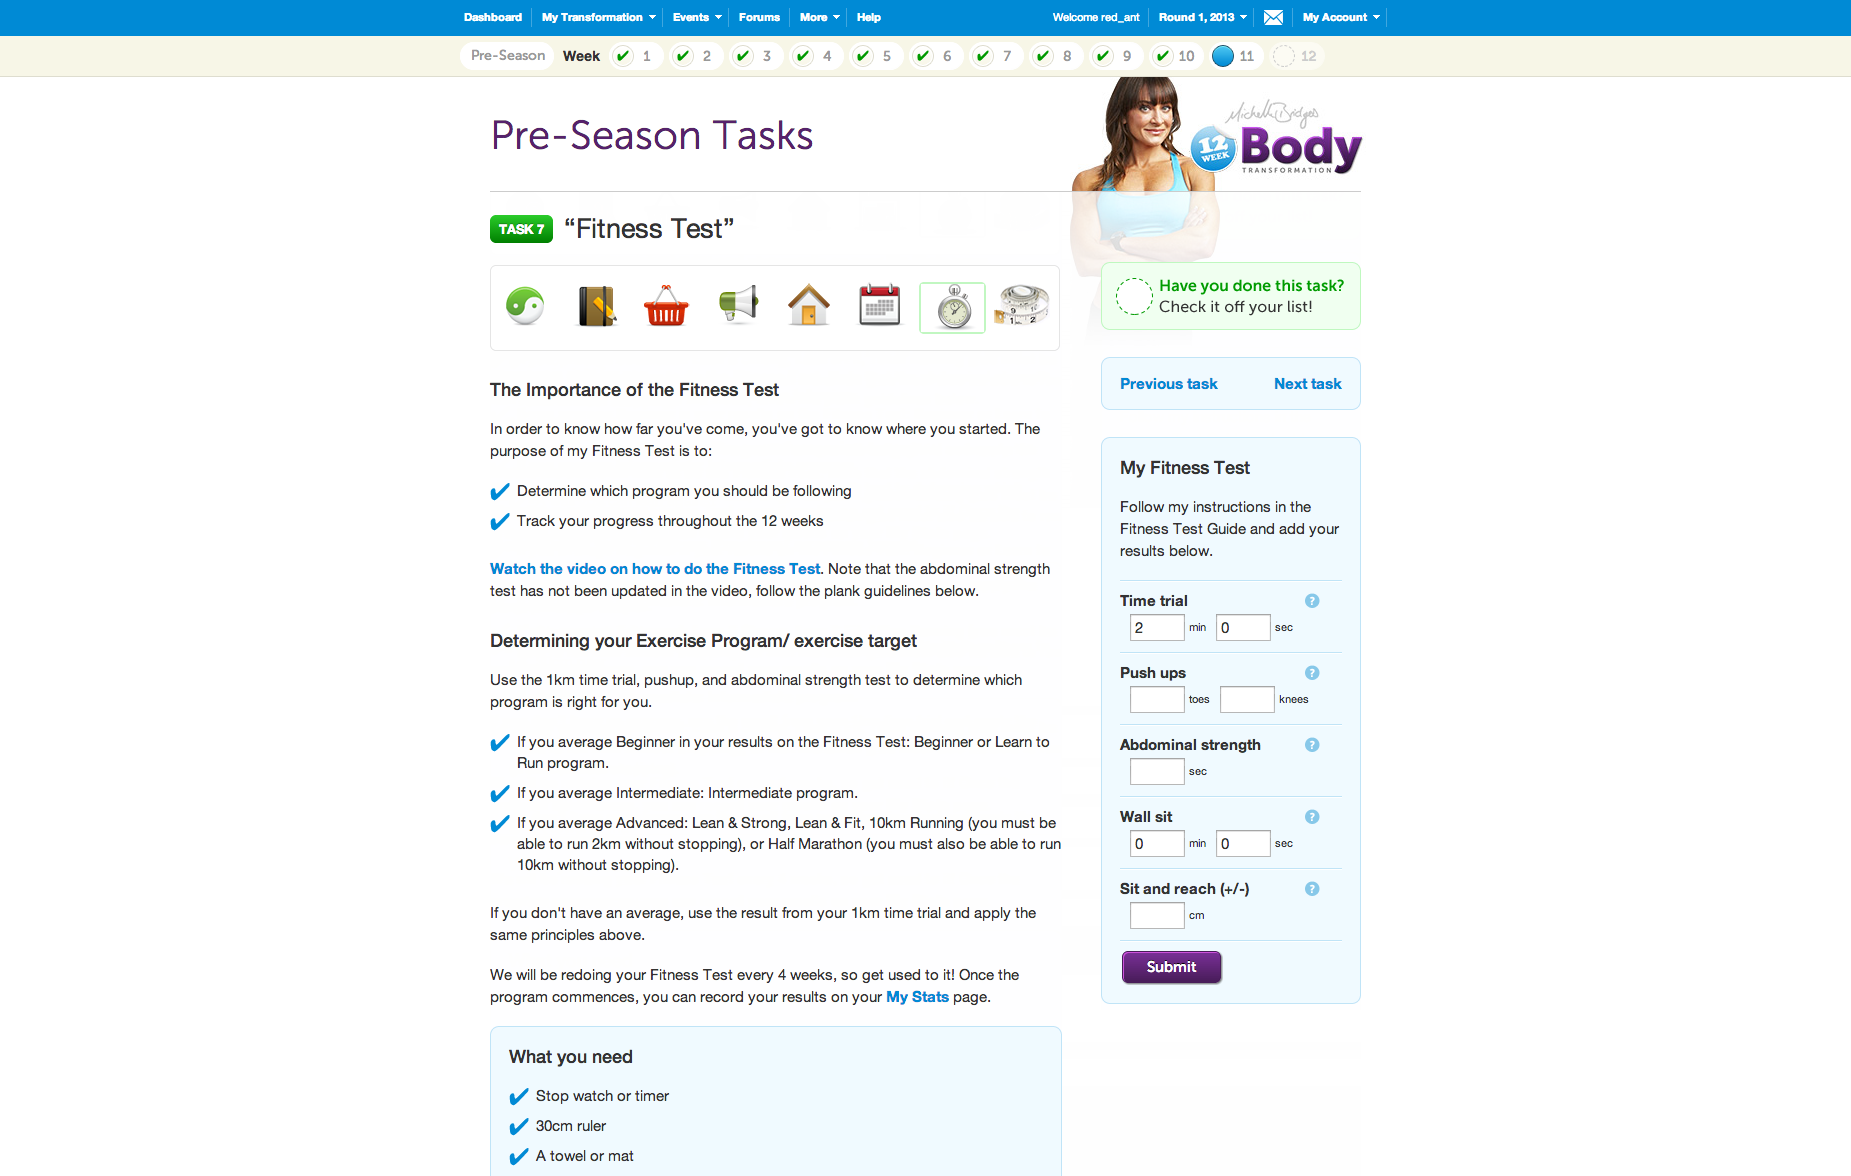 Dashboard My Transformation Events Forums More Help Welcome red_ant Round 1, 2013 My Account
Pre-Season Week 1 2 3 4 5 6 7 8 9 10 11 12
Pre-Season Tasks
Michelle Bridges
12 WEEK Body
TRANSFORMATION
TASK 7 “Fitness Test”
Have you done this task?
Check it off your list!
Previous task Next task
The Importance of the Fitness Test
In order to know how far you've come, you've got to know where you started. The
purpose of my Fitness Test is to:
Determine which program you should be following
Track your progress throughout the 12 weeks
Watch the video on how to do the Fitness Test. Note that the abdominal strength
test has not been updated in the video, follow the plank guidelines below.
Determining your Exercise Program/ exercise target
Use the 1km time trial, pushup, and abdominal strength test to determine which
program is right for you.
If you average Beginner in your results on the Fitness Test: Beginner or Learn to
Run program.
If you average Intermediate: Intermediate program.
If you average Advanced: Lean & Strong, Lean & Fit, 10km Running (you must be
able to run 2km without stopping), or Half Marathon (you must also be able to run
10km without stopping).
If you don't have an average, use the result from your 1km time trial and apply the
same principles above.
We will be redoing your Fitness Test every 4 weeks, so get used to it! Once the
program commences, you can record your results on your My Stats page.
What you need
Stop watch or timer
30cm ruler
A towel or mat
My Fitness Test
Follow my instructions in the
Fitness Test Guide and add your
results below.
Time trial ?
2 min 0 sec
Push ups ?
toes knees
Abdominal strength ?
sec
Wall sit ?
0 min 0 sec
Sit and reach (+/-) ?
cm
Submit